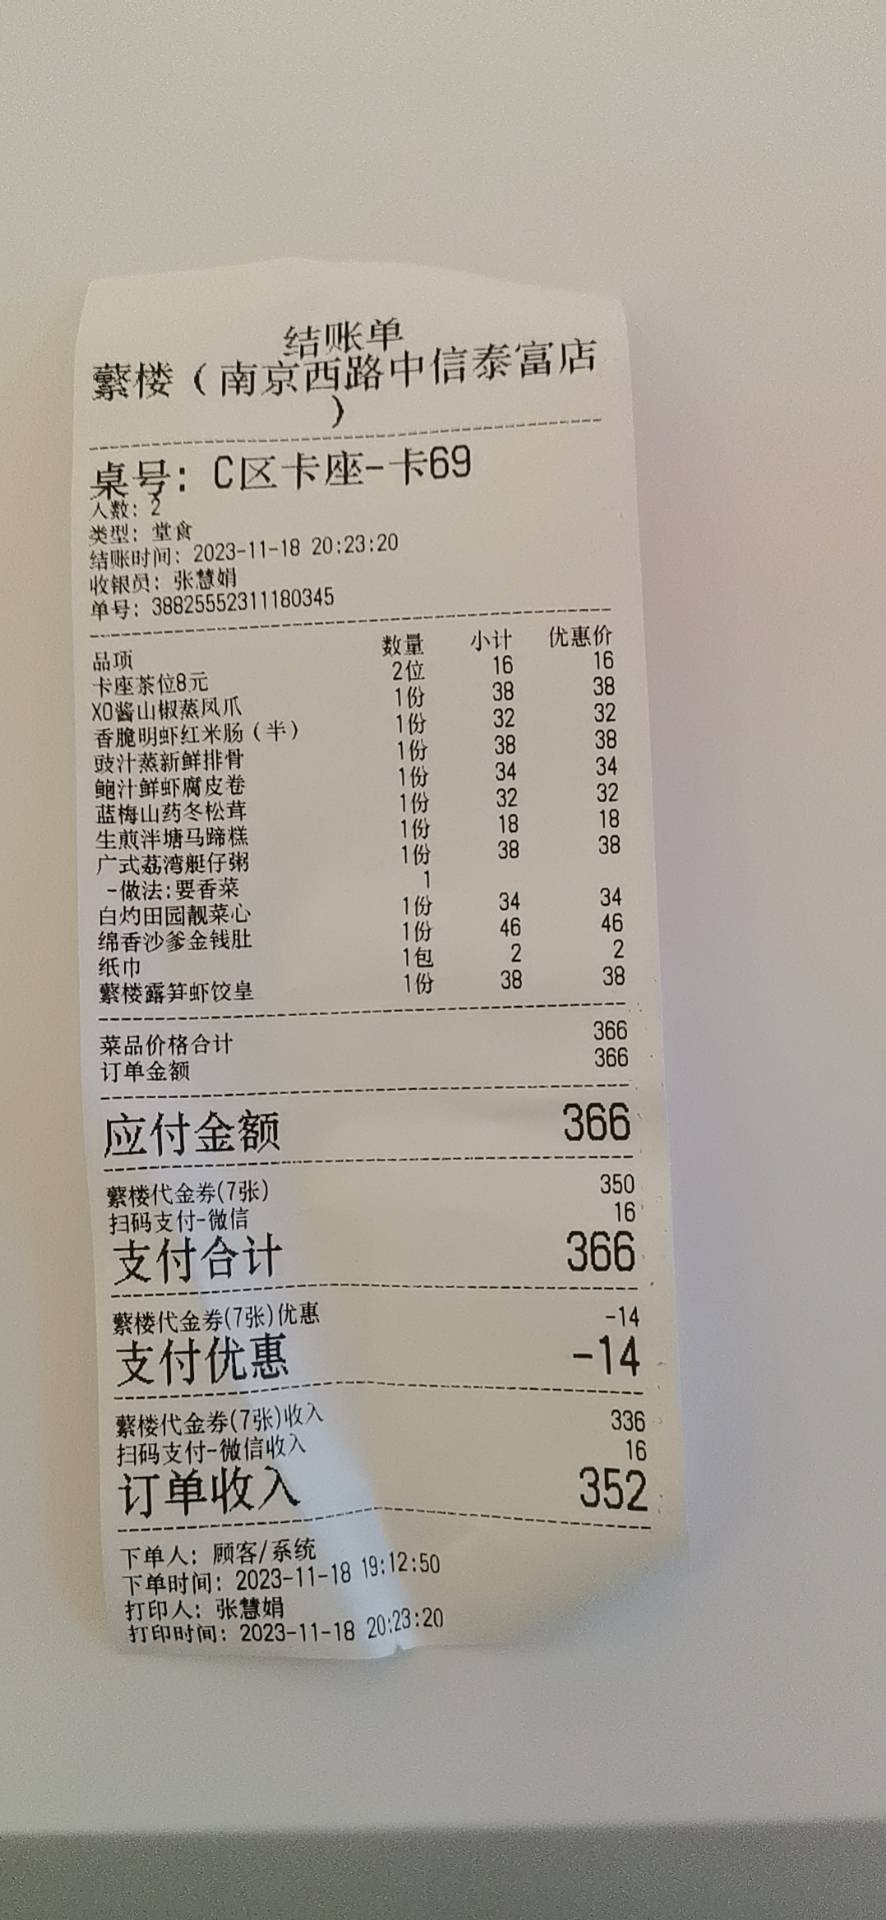 结账单
蘩楼（南京西路中信泰富店
）
桌号: C区卡座-卡69
人数: 2
类型: 堂食
结账时间: 2023-11-18 20:23:20
收银员: 张慧娟
单号: 38825552311180345
品项 数量 小计 优惠价
卡座茶位8元 2位 16 16
XO酱山椒蒸凤爪 1份 38 38
香脆明虾红米肠(半) 1份 32 32
豉汁蒸新鲜排骨 1份 38 38
鲍汁鲜虾腐皮卷 1份 34 34
蓝梅山药冬松茸 1份 32 32
生煎泮塘马蹄糕 1份 18 18
广式荔湾艇仔粥 1份 38 38
-做法:要香菜 1
白灼田园靓菜心 1份 34 34
绵香沙爹金钱肚 1份 46 46
纸巾 1包 2 2
蘩楼露笋虾饺皇 1份 38 38
菜品价格合计 366
订单金额 366
应付金额 366
蘩楼代金券(7张) 350
扫码支付-微信 16
支付合计 366
蘩楼代金券(7张)优惠 -14
支付优惠 -14
蘩楼代金券(7张)收入 336
扫码支付-微信收入 16
订单收入 352
下单人: 顾客/系统
下单时间: 2023-11-18 19:12:50
打印人: 张慧娟
打印时间: 2023-11-18 20:23:20